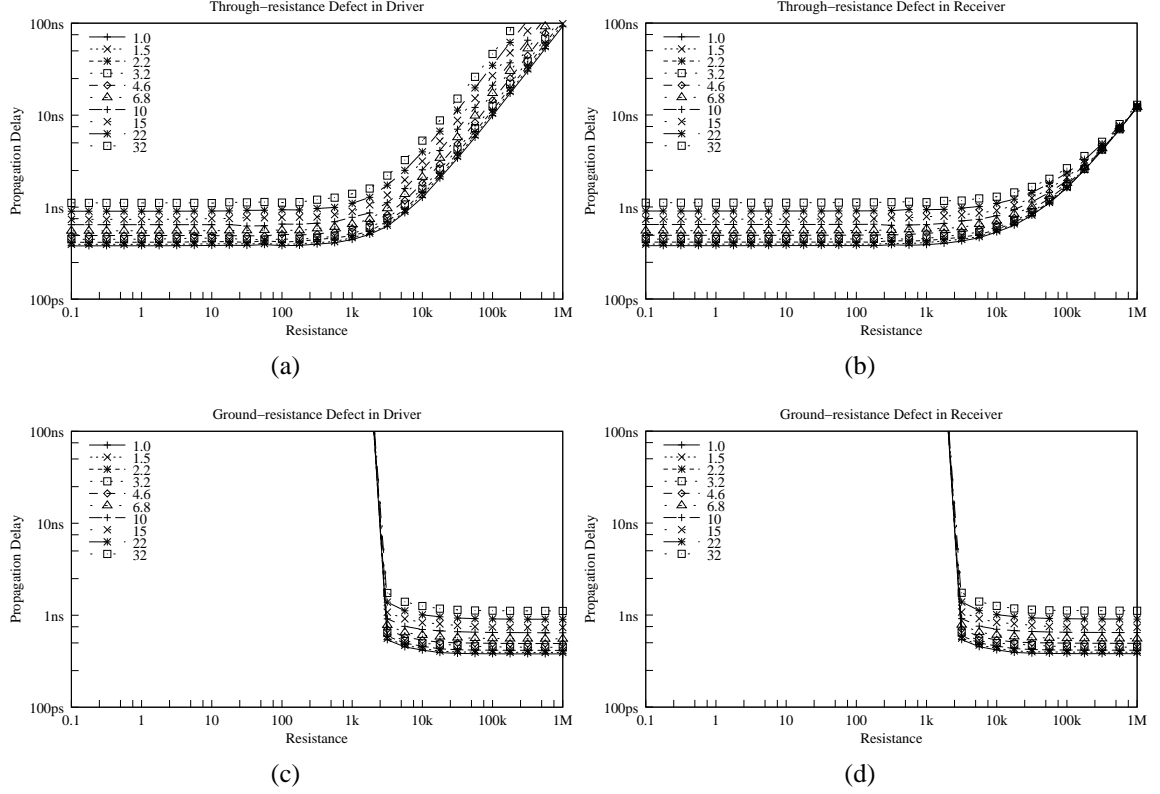 Through−resistance Defect in Driver
100ns
10ns
1ns
100ps
Propagation Delay
1.0
1.5
2.2
3.2
4.6
6.8
10
15
22
32
0.1 1 10 100 1k 10k 100k 1M
Resistance
(a)
Through−resistance Defect in Receiver
100ns
10ns
1ns
100ps
Propagation Delay
1.0
1.5
2.2
3.2
4.6
6.8
10
15
22
32
0.1 1 10 100 1k 10k 100k 1M
Resistance
(b)
Ground−resistance Defect in Driver
100ns
10ns
1ns
100ps
Propagation Delay
1.0
1.5
2.2
3.2
4.6
6.8
10
15
22
32
0.1 1 10 100 1k 10k 100k 1M
Resistance
(c)
Ground−resistance Defect in Receiver
100ns
10ns
1ns
100ps
Propagation Delay
1.0
1.5
2.2
3.2
4.6
6.8
10
15
22
32
0.1 1 10 100 1k 10k 100k 1M
Resistance
(d)